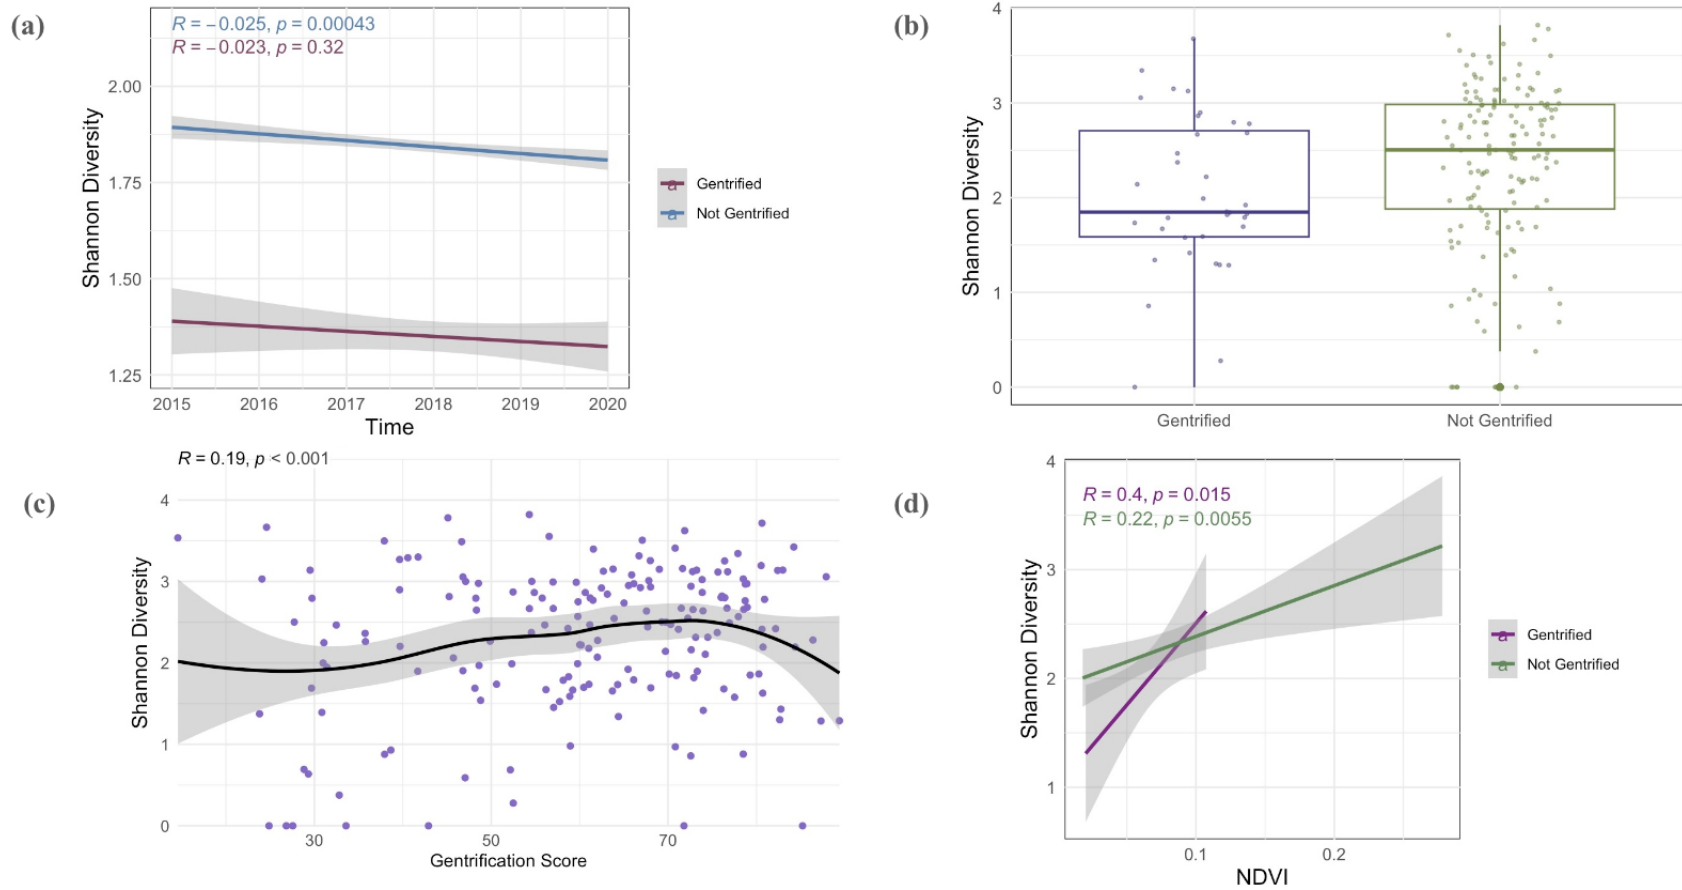 (a)
R = −0.025, p = 0.00043
R = −0.023, p = 0.32
Shannon Diversity
2.00
1.75
1.50
1.25
2015 2016 2017 2018 2019 2020
Time
a Gentrified
a Not Gentrified
(b)
Shannon Diversity
4
3
2
1
0
Gentrified Not Gentrified
(c)
R = 0.19, p < 0.001
Shannon Diversity
4
3
2
1
0
30 50 70
Gentrification Score
(d)
R = 0.4, p = 0.015
R = 0.22, p = 0.0055
Shannon Diversity
4
3
2
1
0.1 0.2
NDVI
a Gentrified
a Not Gentrified